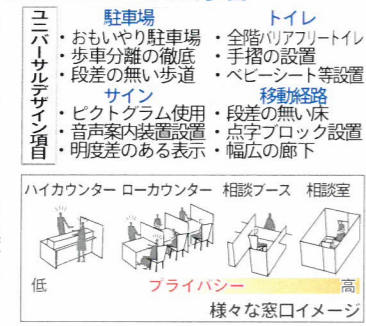 ユニバーサルデザイン項目
駐車場
・おもいやり駐車場
・歩車分離の徹底
・段差の無い歩道
トイレ
・全階バリアフリートイレ
・手摺の設置
・ベビーシート等設置
サイン
・ピクトグラム使用
・音声案内装置設置
・明度差のある表示
移動経路
・段差の無い床
・点字ブロック設置
・幅広の廊下
ハイカウンター ローカウンター 相談ブース 相談室
低 プライバシー 高
様々な窓口イメージ